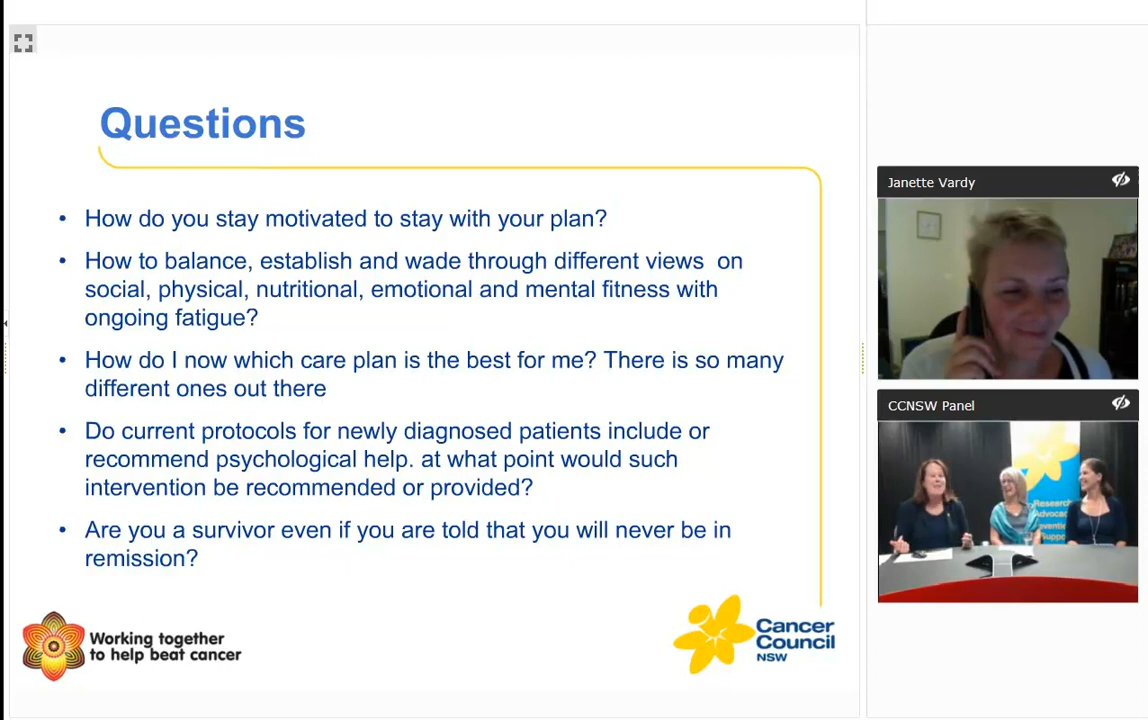 Questions
• How do you stay motivated to stay with your plan?
• How to balance, establish and wade through different views on
social, physical, nutritional, emotional and mental fitness with
ongoing fatigue?
• How do I now which care plan is the best for me? There is so many
different ones out there
• Do current protocols for newly diagnosed patients include or
recommend psychological help. at what point would such
intervention be recommended or provided?
• Are you a survivor even if you are told that you will never be in
remission?
Working together
to help beat cancer
Cancer
Council
NSW
Janette Vardy
CCNSW Panel
Research
Advocac